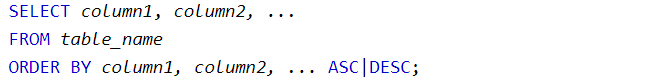 SELECT column1, column2, ...
FROM table_name
ORDER BY column1, column2, ... ASC|DESC;